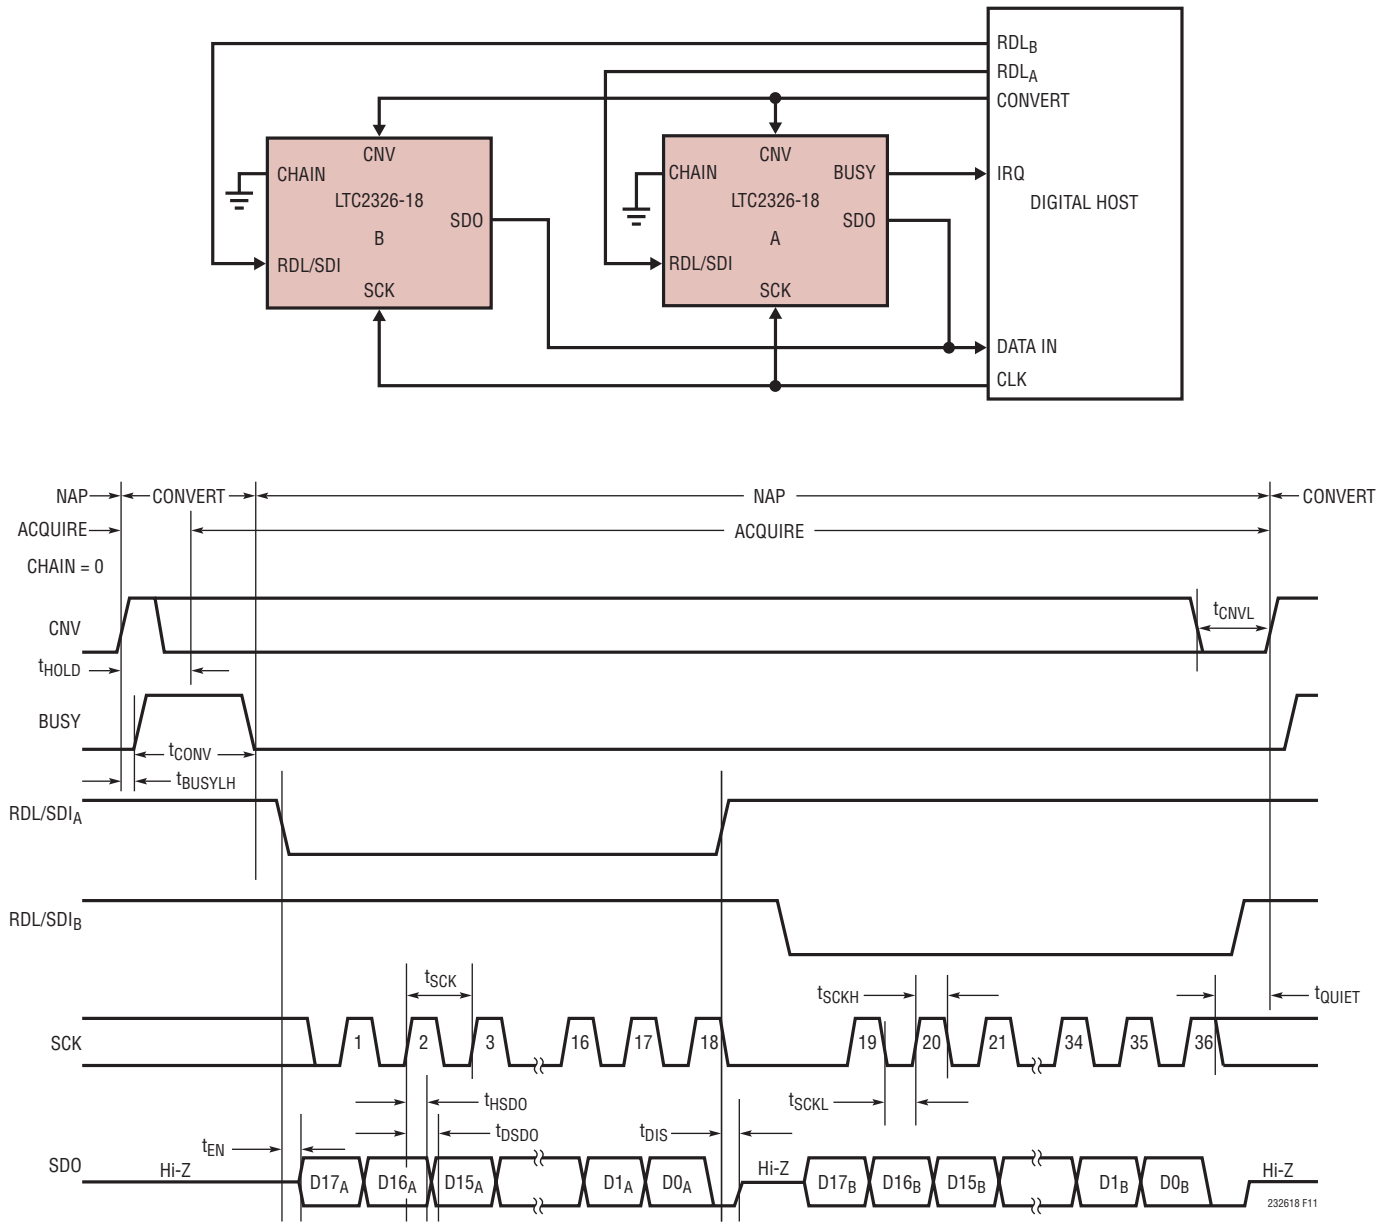 RDLB
RDLA
CONVERT
CNV
CHAIN
LTC2326-18
SDO
B
RDL/SDI
SCK
CNV
CHAIN
BUSY
LTC2326-18
SDO
A
RDL/SDI
SCK
IRQ
DIGITAL HOST
DATA IN
CLK
NAP
CONVERT
NAP
CONVERT
ACQUIRE
ACQUIRE
CHAIN = 0
CNV
tCNVL
tHOLD
BUSY
tCONV
tBUSYLH
RDL/SDIA
RDL/SDIB
tSCK
tSCKH
tQUIET
SCK
1 2 3 16 17 18 19 20 21 34 35 36
tHSDO
tSCKL
tEN
tDSDO
tDIS
SDO
Hi-Z D17A D16A D15A D1A D0A Hi-Z D17B D16B D15B D1B D0B Hi-Z
232618 F11